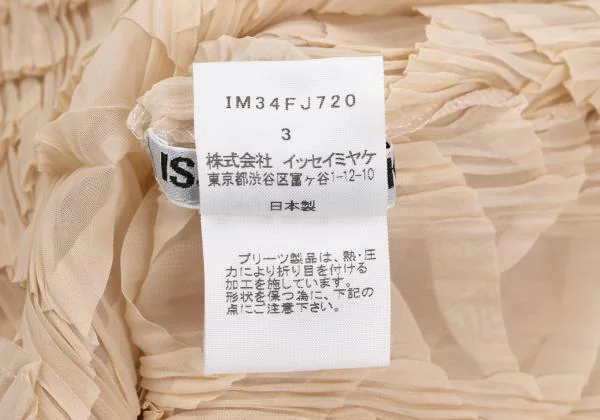 IM34FJ720
3
株式会社 イッセイミヤケ
東京都渋谷区富ヶ谷1-12-10
日本製
IS
プリーツ製品は、熱・圧
力により折り目を付ける
加工を施しています。
形状を保つ為に、下記の
点にご注意下さい。